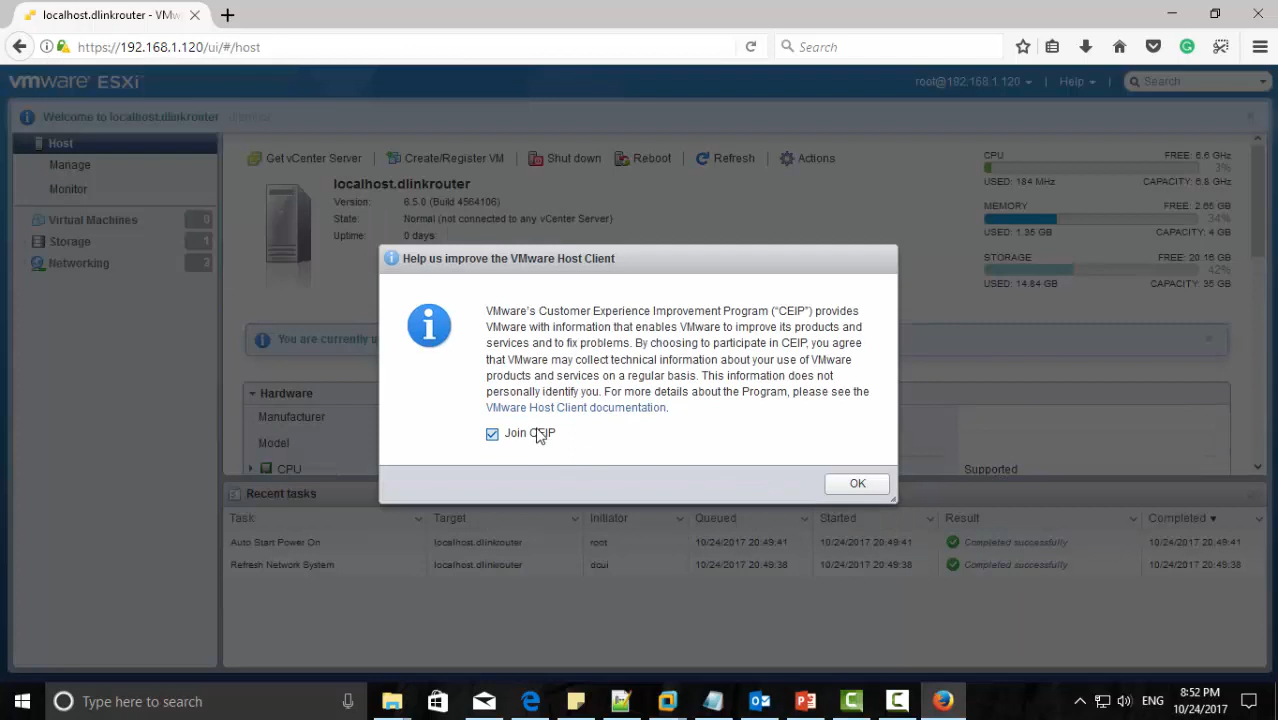 localhost.dlinkrouter - VMw
https://192.168.1.120/ui/#/host
Search
vmware ESXi™
root@192.168.1.120
Help
Search
Welcome to localhost.dlinkrouter
Host
Manage
Monitor
Virtual Machines
0
Storage
1
Networking
Get vCenter Server
Create/Register VM
Shut down
Reboot
Refresh
Actions
localhost.dlinkrouter
Version: 6.5.0 (Build 4564106)
State: Normal (not connected to any vCenter Server)
Uptime: 0 days
CPU FREE: 6.6 GHz
3%
USED: 184 MHz CAPACITY: 6.8 GHz
MEMORY FREE: 2.65 GB
34%
USED: 1.35 GB CAPACITY: 4 GB
STORAGE FREE: 20.16 GB
42%
USED: 14.84 GB CAPACITY: 35 GB
Help us improve the VMware Host Client
VMware's Customer Experience Improvement Program ("CEIP") provides
VMware with information that enables VMware to improve its products and
services and to fix problems. By choosing to participate in CEIP, you agree
that VMware may collect technical information about your use of VMware
products and services on a regular basis. This information does not
personally identify you. For more details about the Program, please see the
VMware Host Client documentation.
Join CEIP
OK
You are currently u
Hardware
Manufacturer
Model
CPU
Supported
Recent tasks
Task Target Initiator Queued Started Result Completed
Auto Start Power On localhost.dlinkrouter root 10/24/2017 20:49:41 10/24/2017 20:49:41 Completed successfully 10/24/2017 20:49:41
Refresh Network System localhost.dlinkrouter dcui 10/24/2017 20:49:38 10/24/2017 20:49:38 Completed successfully 10/24/2017 20:49:38
Type here to search
ENG
8:52 PM
10/24/2017